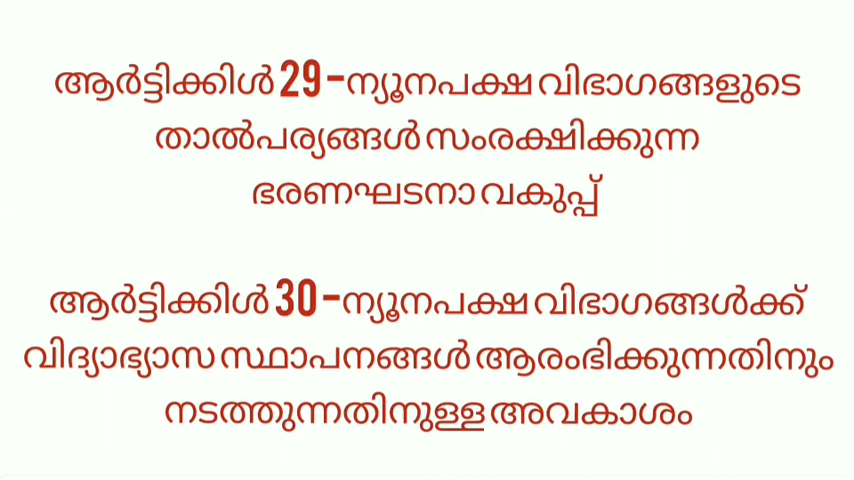 ആർട്ടിക്കിൾ 29 -ന്യൂനപക്ഷ വിഭാഗങ്ങളുടെ
താൽപര്യങ്ങൾ സംരക്ഷിക്കുന്ന
ഭരണഘടനാ വകുപ്പ്
ആർട്ടിക്കിൾ 30 -ന്യൂനപക്ഷ വിഭാഗങ്ങൾക്ക്
വിദ്യാഭ്യാസ സ്ഥാപനങ്ങൾ ആരംഭിക്കുന്നതിനും
നടത്തുന്നതിനുള്ള അവകാശം